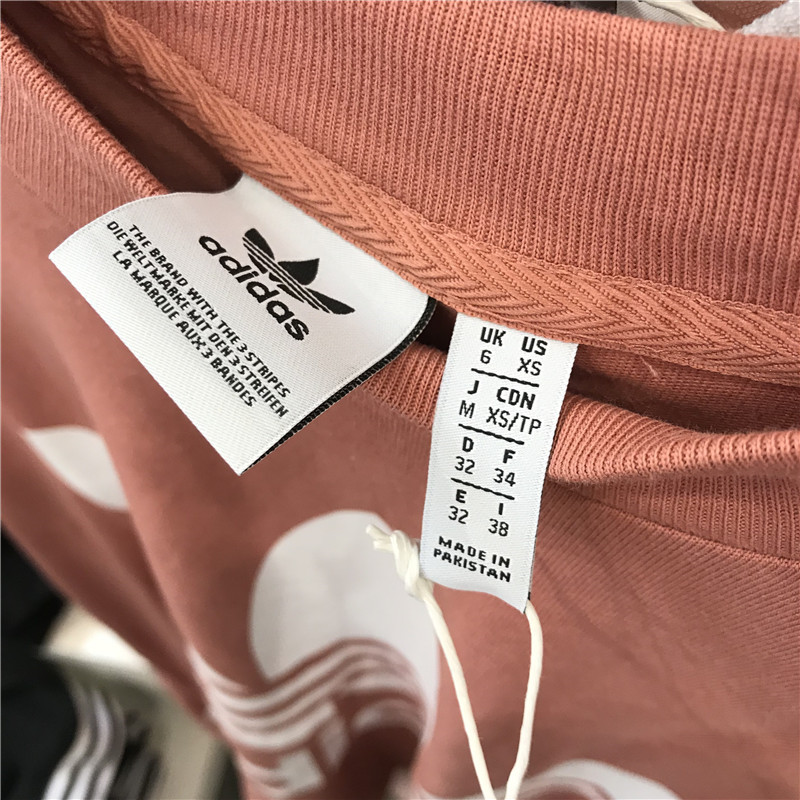 adidas
THE BRAND WITH THE 3 STRIPES
DIE WELTMARKE MIT DEN 3 STREIFEN
LA MARQUE AUX 3 BANDES
UK US
6 XS
J CDN
M XS/TP
D F
32 34
E I
32 38
MADE IN
PAKISTAN